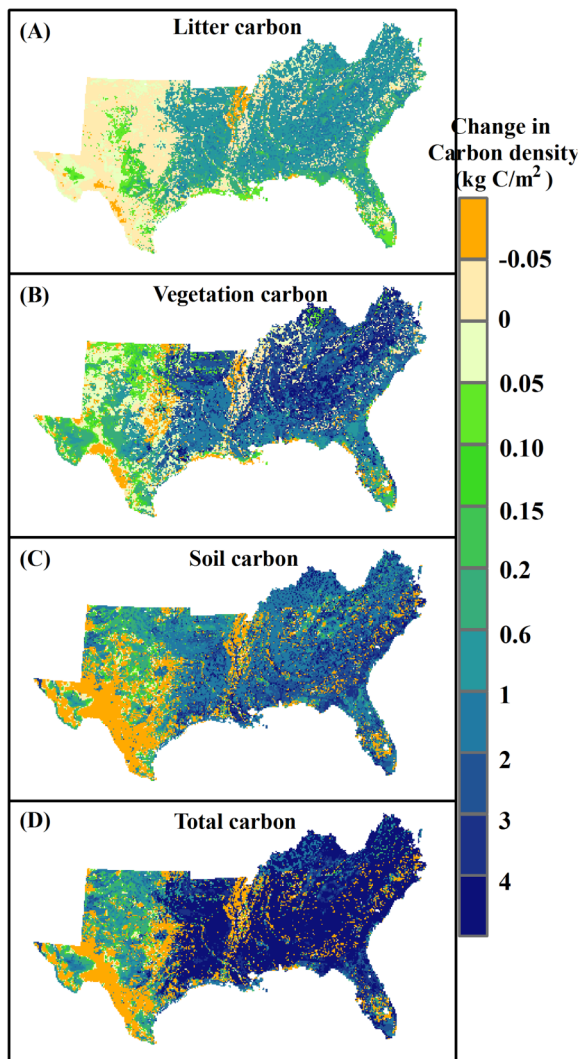 (A) Litter carbon
Change in
Carbon density
(kg C/m²)
-0.05
0
0.05
0.10
0.15
0.2
0.6
1
2
3
4
(B) Vegetation carbon
(C) Soil carbon
(D) Total carbon